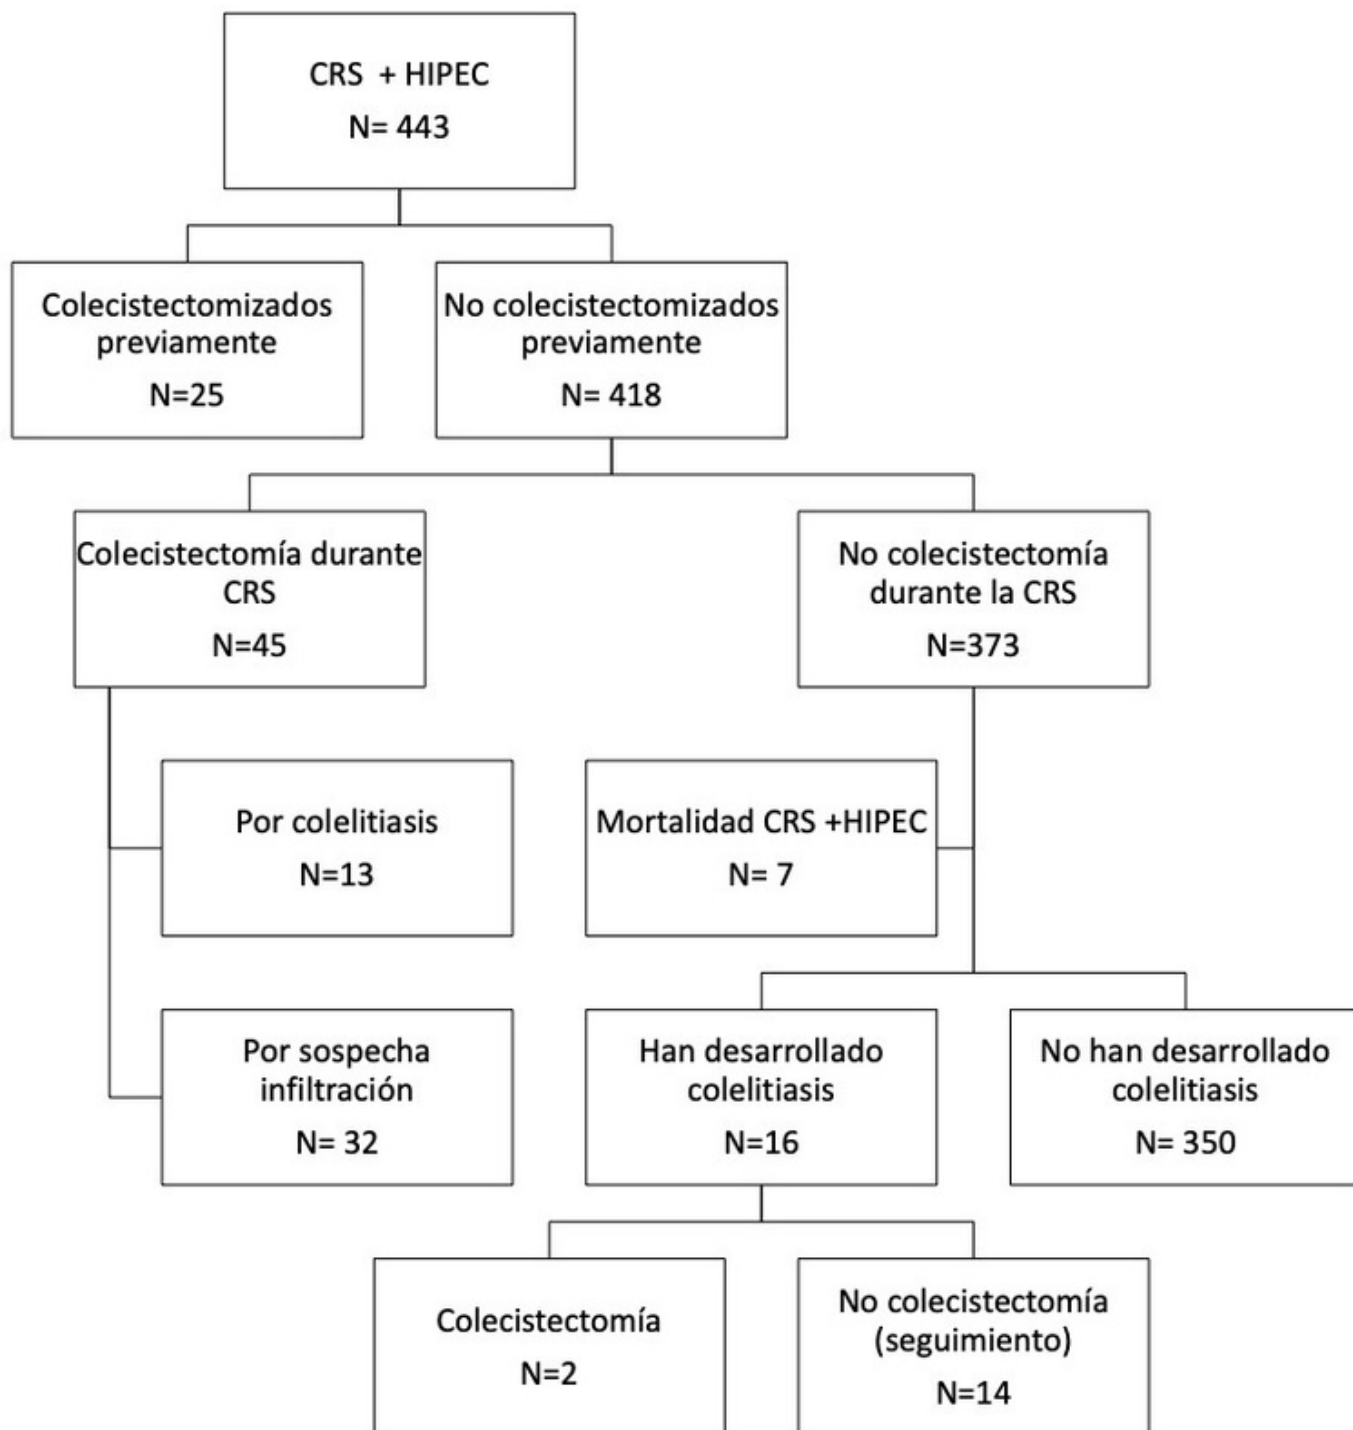 CRS + HIPEC
N= 443
Colecistectomizados
previamente
N=25
No colecistectomizados
previamente
N= 418
Colecistectomía durante
CRS
N=45
No colecistectomía
durante la CRS
N=373
Por colelitiasis
N=13
Mortalidad CRS +HIPEC
N= 7
Por sospecha
infiltración
N= 32
Han desarrollado
colelitiasis
N=16
No han desarrollado
colelitiasis
N= 350
Colecistectomía
N=2
No colecistectomía
(seguimiento)
N=14